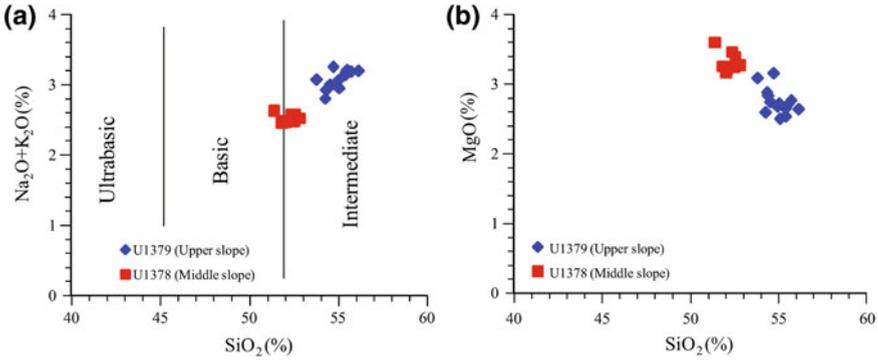 (a)
4
3
2
1
0
Na₂O+K₂O(%)
Ultrabasic
Basic
Intermediate
U1379 (Upper slope)
U1378 (Middle slope)
40 45 50 55 60
SiO₂(%)
(b)
4
3
2
1
0
MgO(%)
U1379 (Upper slope)
U1378 (Middle slope)
40 45 50 55 60
SiO₂(%)